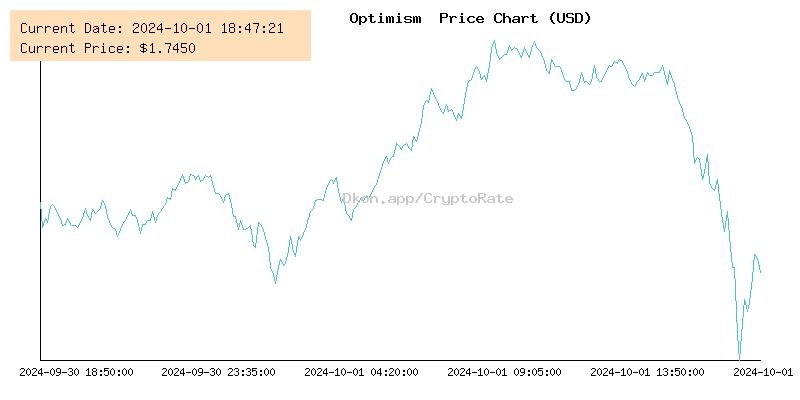 Optimism  Price Chart (USD)
Current Date: 2024-10-01 18:47:21
Current Price: $1.7450
Dkon.app/CryptoRate
2024-09-30 18:50:00 2024-09-30 23:35:00 2024-10-01 04:20:00 2024-10-01 09:05:00 2024-10-01 13:50:00 2024-10-01